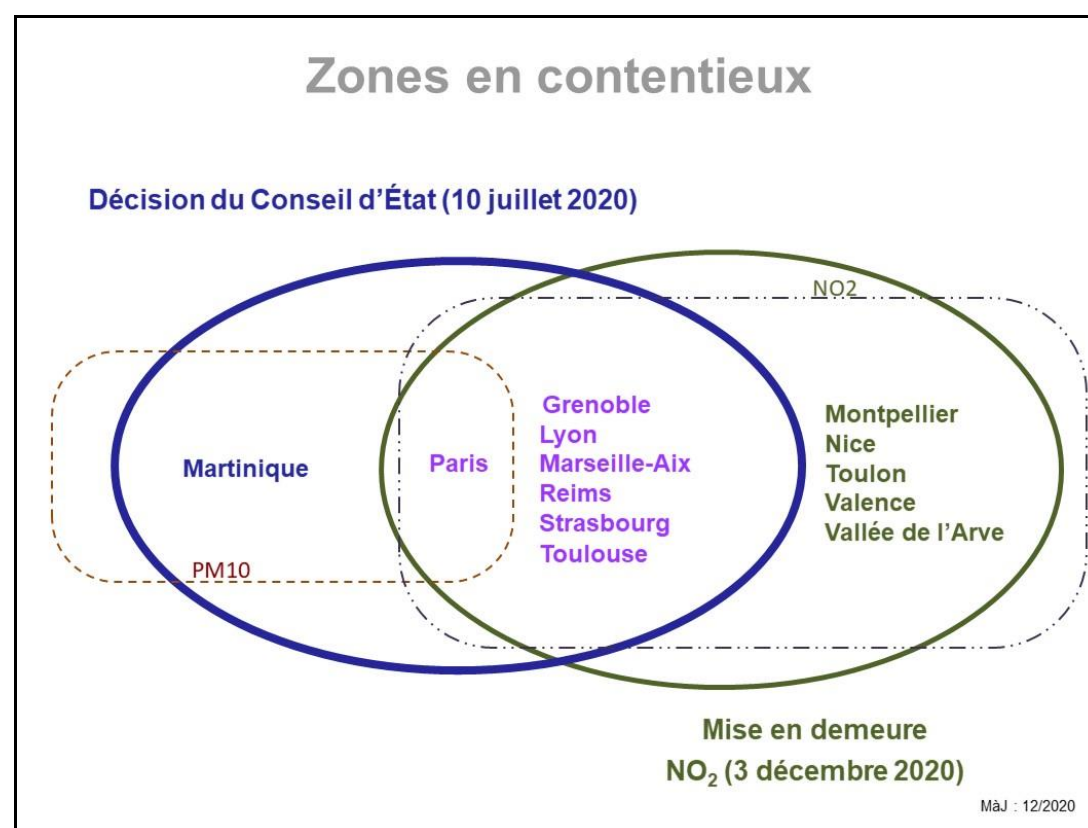 Zones en contentieux
Décision du Conseil d’État (10 juillet 2020)
NO2
Martinique
Paris
Grenoble
Lyon
Marseille-Aix
Reims
Strasbourg
Toulouse
Montpellier
Nice
Toulon
Valence
Vallée de l’Arve
PM10
Mise en demeure
NO₂ (3 décembre 2020)
MàJ : 12/2020